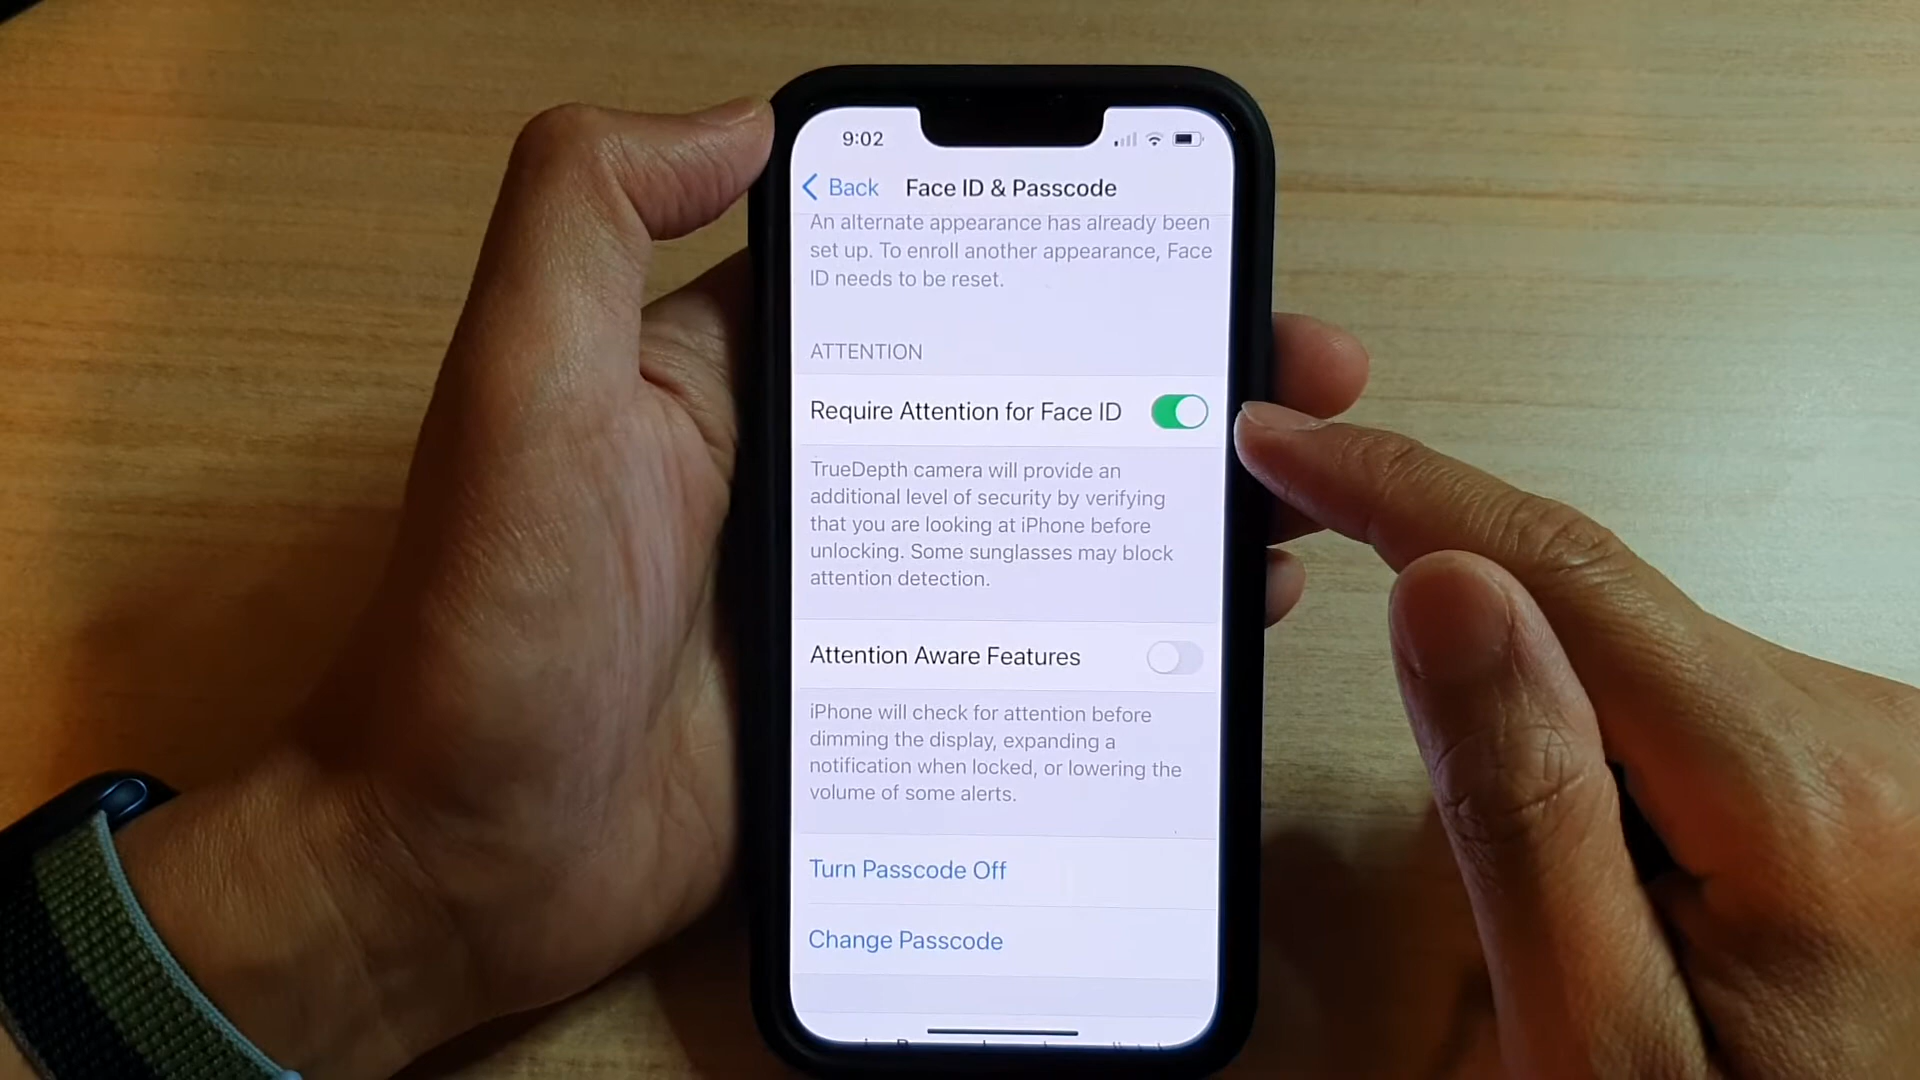 9:02
Back Face ID & Passcode
An alternate appearance has already been
set up. To enroll another appearance, Face
ID needs to be reset.
ATTENTION
Require Attention for Face ID
TrueDepth camera will provide an
additional level of security by verifying
that you are looking at iPhone before
unlocking. Some sunglasses may block
attention detection.
Attention Aware Features
iPhone will check for attention before
dimming the display, expanding a
notification when locked, or lowering the
volume of some alerts.
Turn Passcode Off
Change Passcode